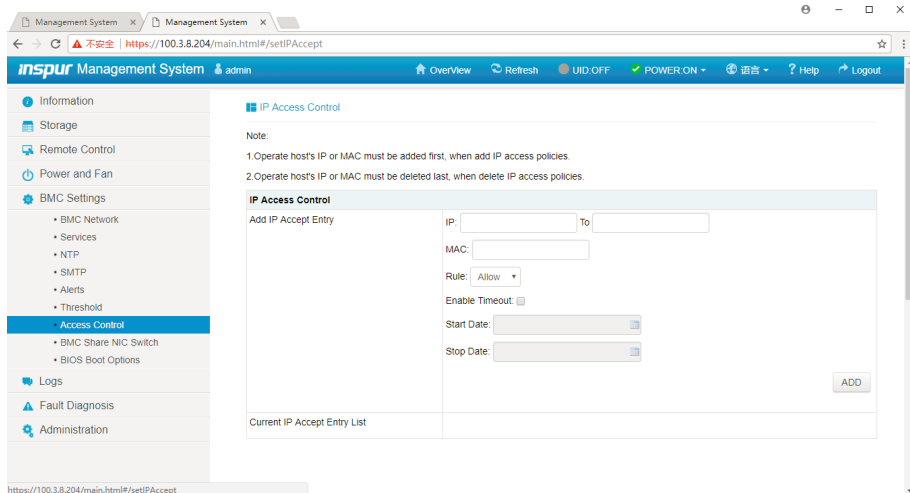 Management System
Management System
不安全 | https://100.3.8.204/main.html#/setIPAccept
inspur Management System admin OverView Refresh UID:OFF POWER:ON 语言 Help Logout
Information
Storage
Remote Control
Power and Fan
BMC Settings
• BMC Network
• Services
• NTP
• SMTP
• Alerts
• Threshold
• Access Control
• BMC Share NIC Switch
• BIOS Boot Options
Logs
Fault Diagnosis
Administration
IP Access Control
Note:
1.Operate host's IP or MAC must be added first, when add IP access policies.
2.Operate host's IP or MAC must be deleted last, when delete IP access policies.
IP Access Control
Add IP Accept Entry
IP: To
MAC:
Rule: Allow
Enable Timeout:
Start Date:
Stop Date:
ADD
Current IP Accept Entry List
https://100.3.8.204/main.html#/setIPAccept